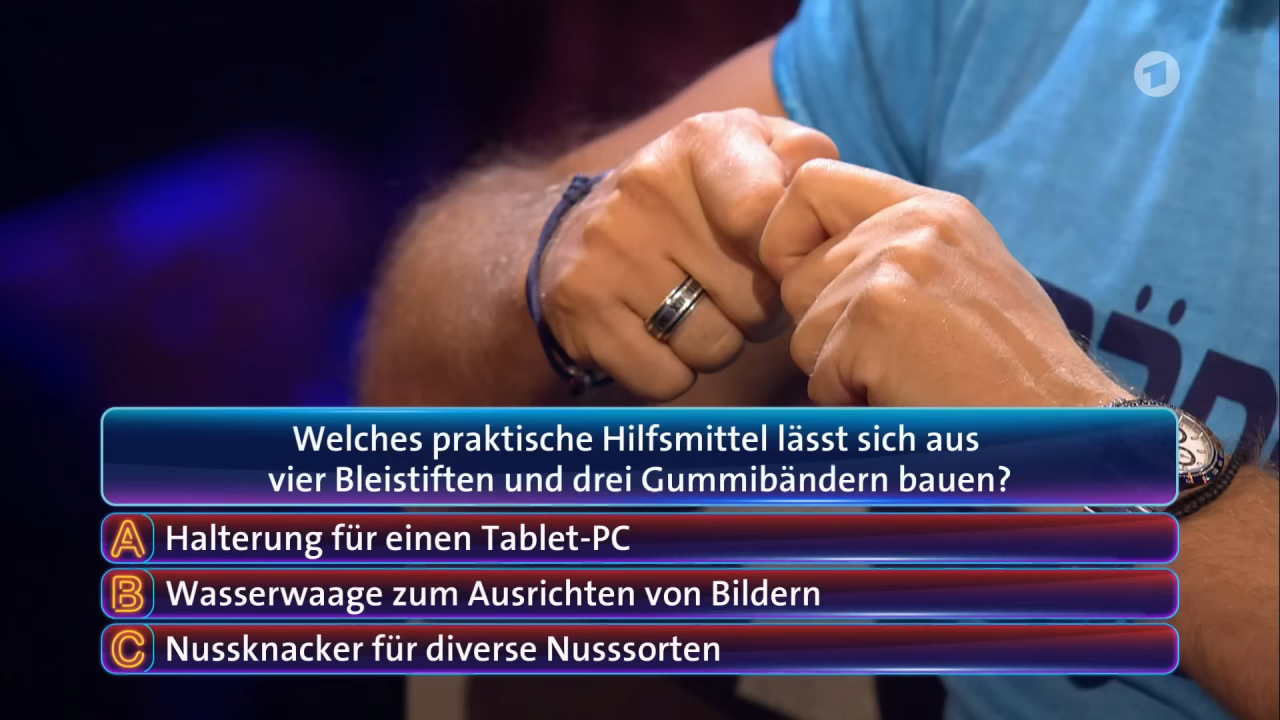 Welches praktische Hilfsmittel lässt sich aus
vier Bleistiften und drei Gummibändern bauen?
A Halterung für einen Tablet-PC
B Wasserwaage zum Ausrichten von Bildern
C Nussknacker für diverse Nusssorten